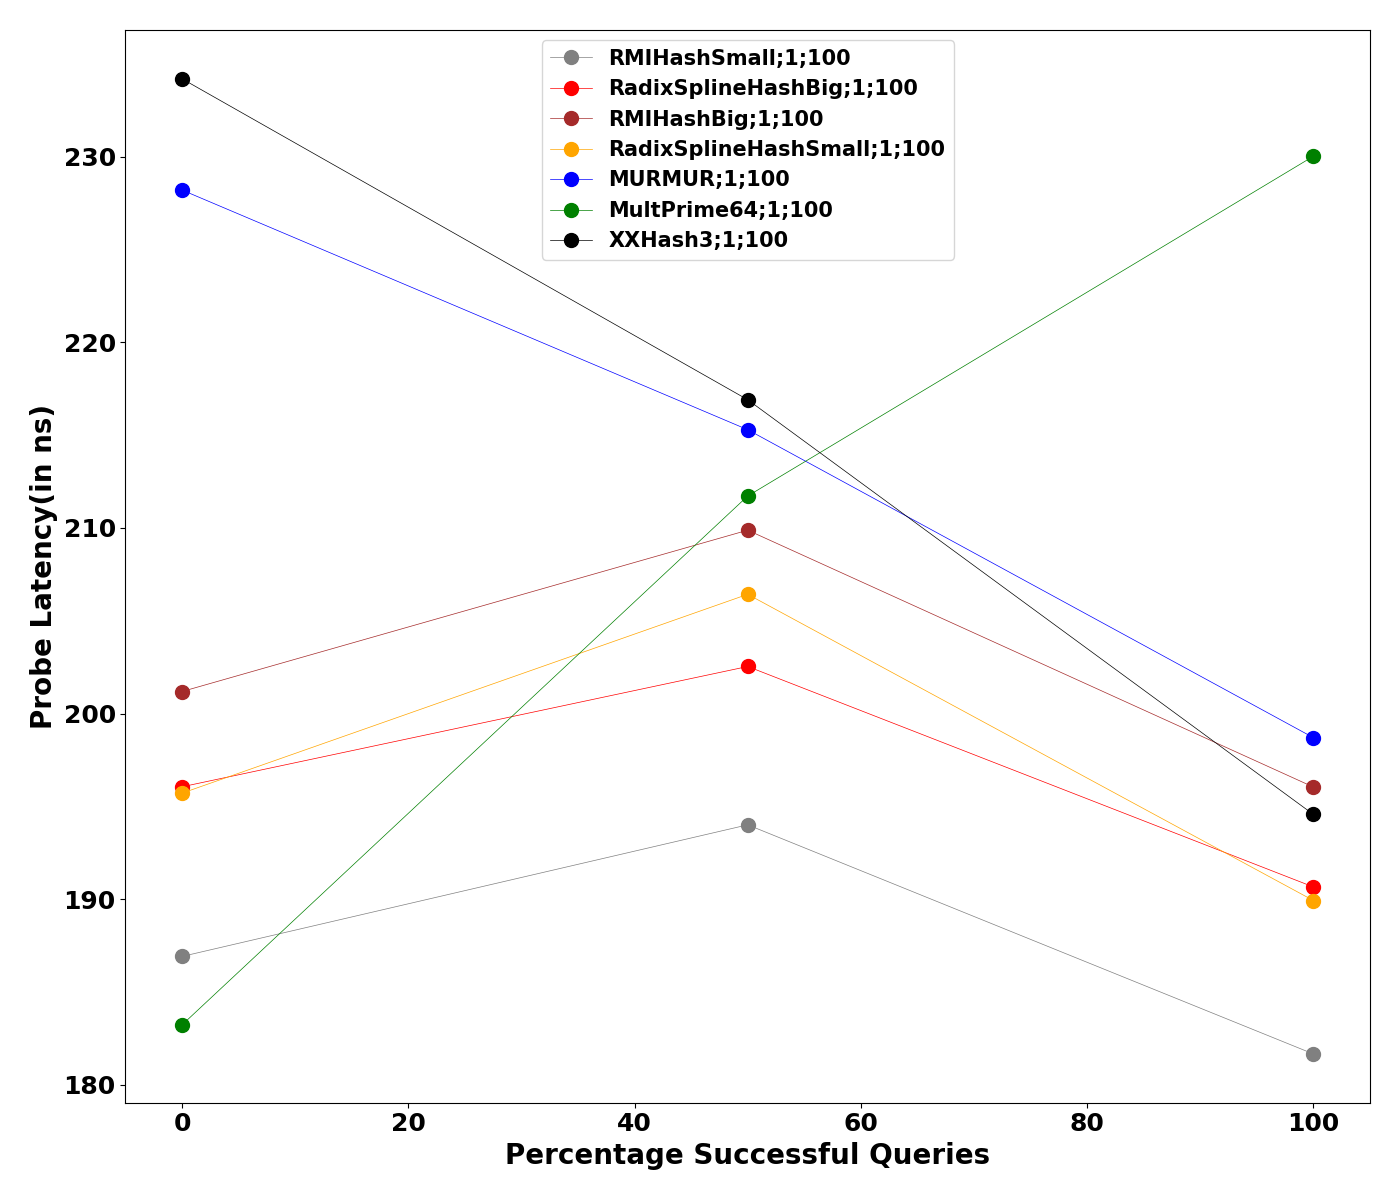 RMIHashSmall;1;100
RadixSplineHashBig;1;100
RMIHashBig;1;100
RadixSplineHashSmall;1;100
MURMUR;1;100
MultPrime64;1;100
XXHash3;1;100
230
220
210
200
190
180
Probe Latency(in ns)
0 20 40 60 80 100
Percentage Successful Queries